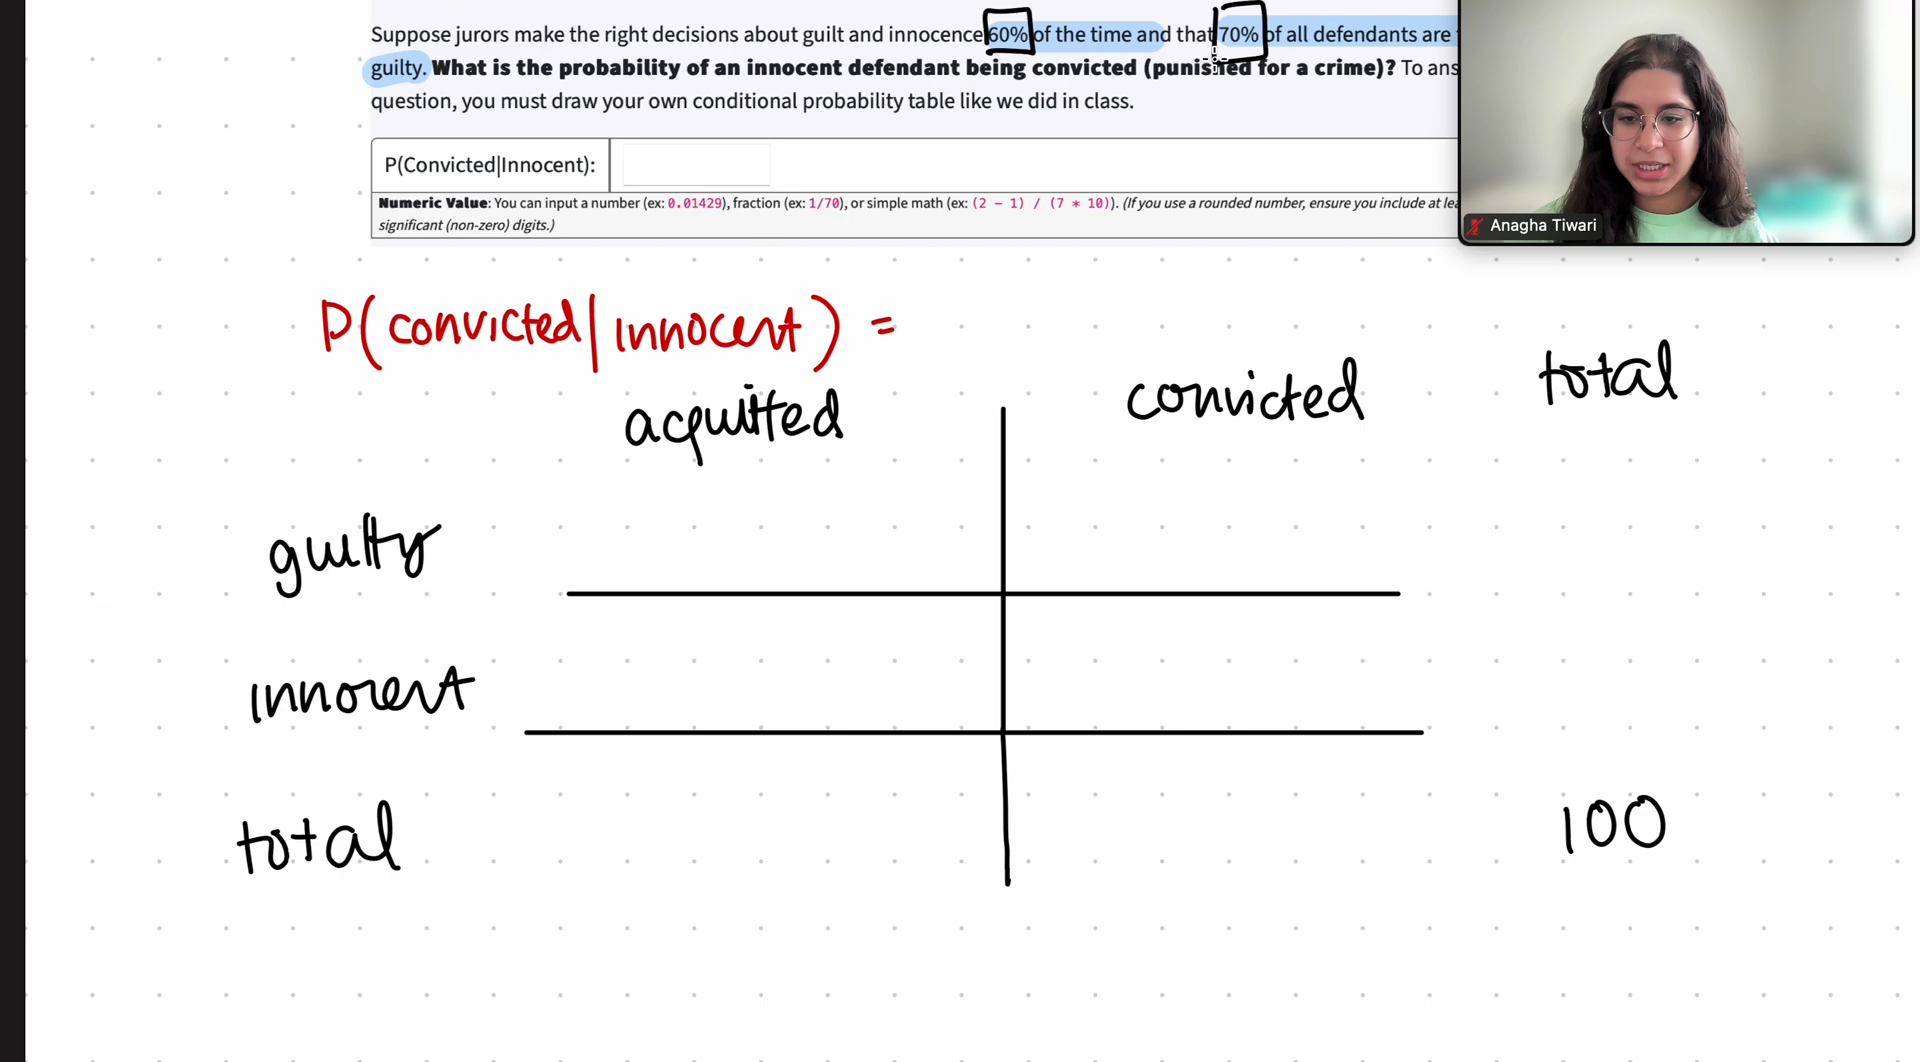 Suppose jurors make the right decisions about guilt and innocence 60% of the time and that 70% of all defendants are
guilty. What is the probability of an innocent defendant being convicted (punished for a crime)? To ans
question, you must draw your own conditional probability table like we did in class.
P(Convicted|Innocent):
Numeric Value: You can input a number (ex: 0.01429), fraction (ex: 1/70), or simple math (ex: (2 − 1) / (7 * 10)). (If you use a rounded number, ensure you include at lea
significant (non-zero) digits.)
Anagha Tiwari
P(convicted|innocent) =
acquitted convicted total
guilty
innocent
total 100